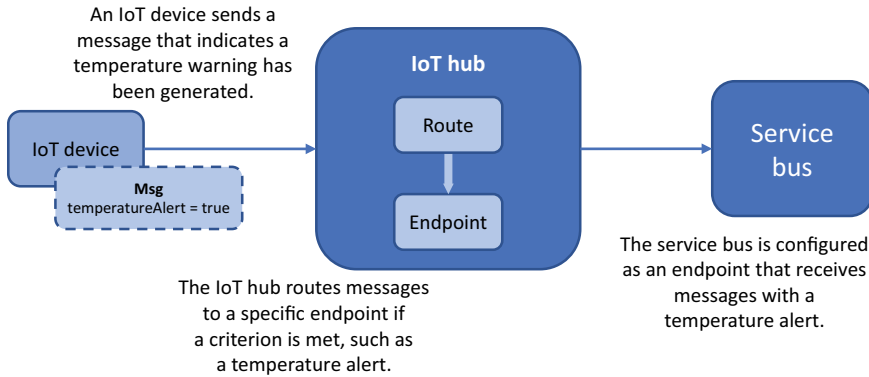 An IoT device sends a
message that indicates a
temperature warning has
been generated.
IoT device
Msg
temperatureAlert = true
IoT hub
Route
Endpoint
The IoT hub routes messages
to a specific endpoint if
a criterion is met, such as
a temperature alert.
Service
bus
The service bus is configured
as an endpoint that receives
messages with a
temperature alert.